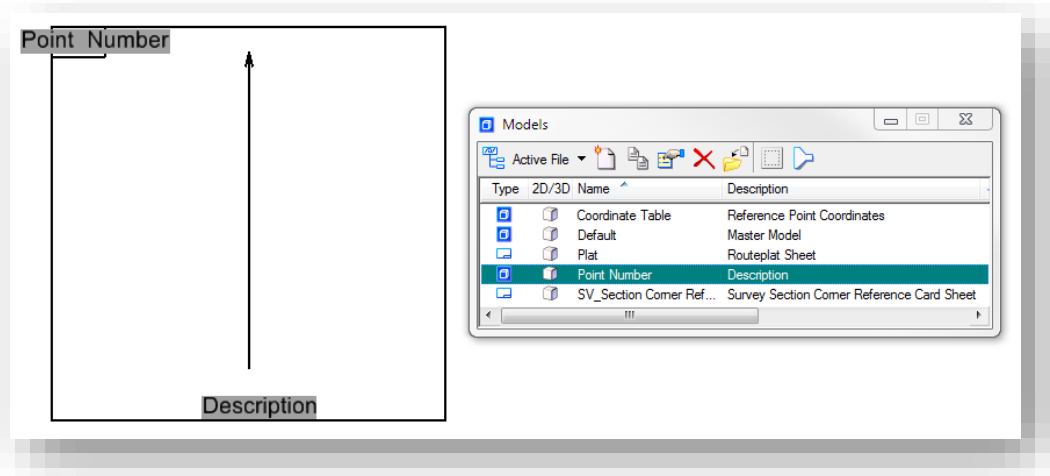 Point Number
Description
Models
Active File
Type 2D/3D Name Description
Coordinate Table Reference Point Coordinates
Default Master Model
Plat Routeplat Sheet
Point Number Description
SV_Section Corner Ref... Survey Section Corner Reference Card Sheet